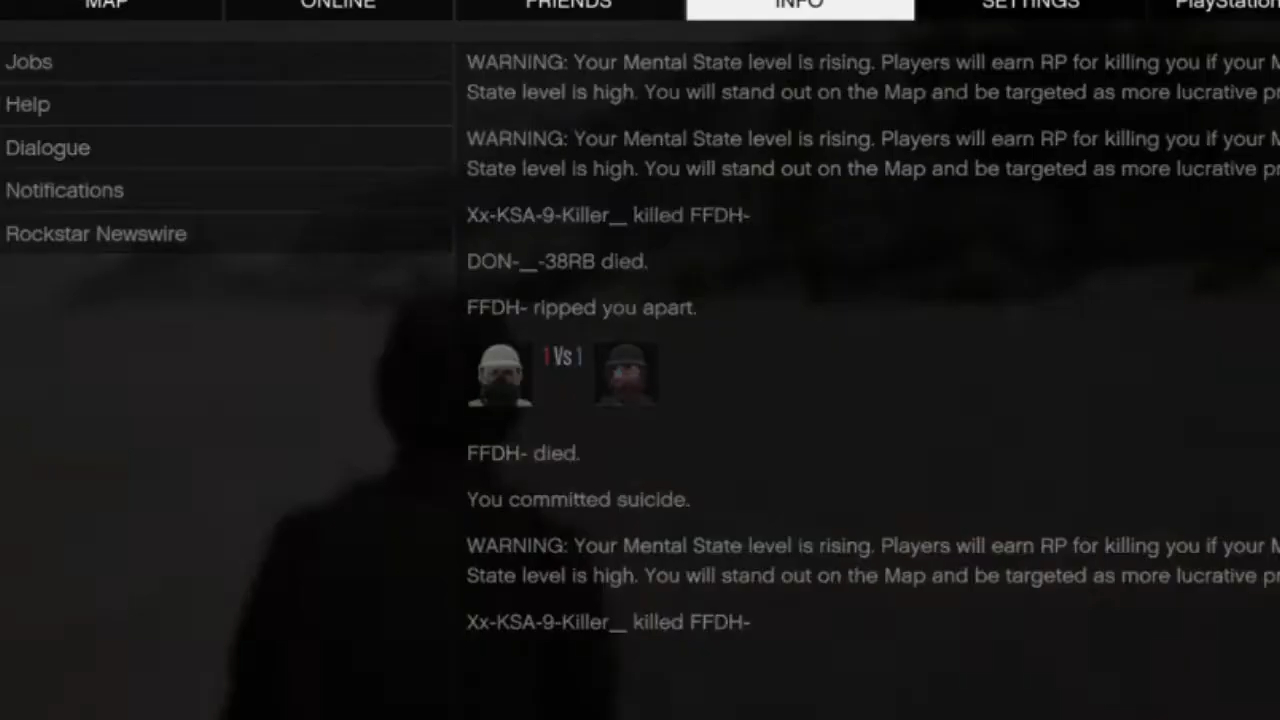 MAP ONLINE FRIENDS INFO SETTINGS PlayStation
Jobs
Help
Dialogue
Notifications
Rockstar Newswire
WARNING: Your Mental State level is rising. Players will earn RP for killing you if your
State level is high. You will stand out on the Map and be targeted as more lucrative
WARNING: Your Mental State level is rising. Players will earn RP for killing you if your
State level is high. You will stand out on the Map and be targeted as more lucrative
Xx-KSA-9-Killer__ killed FFDH-
DON-__-38RB died.
FFDH- ripped you apart.
1 Vs 1
FFDH- died.
You committed suicide.
WARNING: Your Mental State level is rising. Players will earn RP for killing you if your
State level is high. You will stand out on the Map and be targeted as more lucrative
Xx-KSA-9-Killer__ killed FFDH-